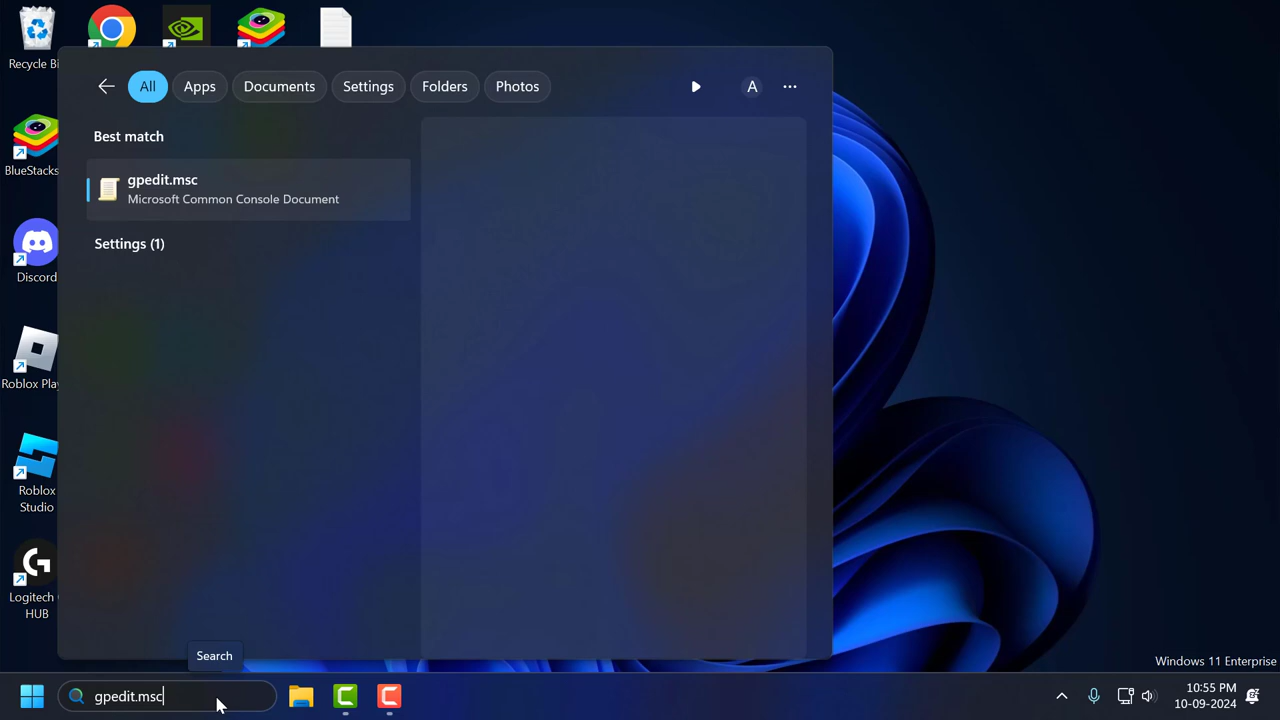 Recycle Bi
All
Apps
Documents
Settings
Folders
Photos
A
Best match
gpedit.msc
Microsoft Common Console Document
Settings (1)
BlueStacks
Discord
Roblox Play
Roblox
Studio
Logitech G
HUB
Search
gpedit.msc
Windows 11 Enterprise
10:55 PM
10-09-2024